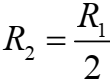 R₂ = R₁/2